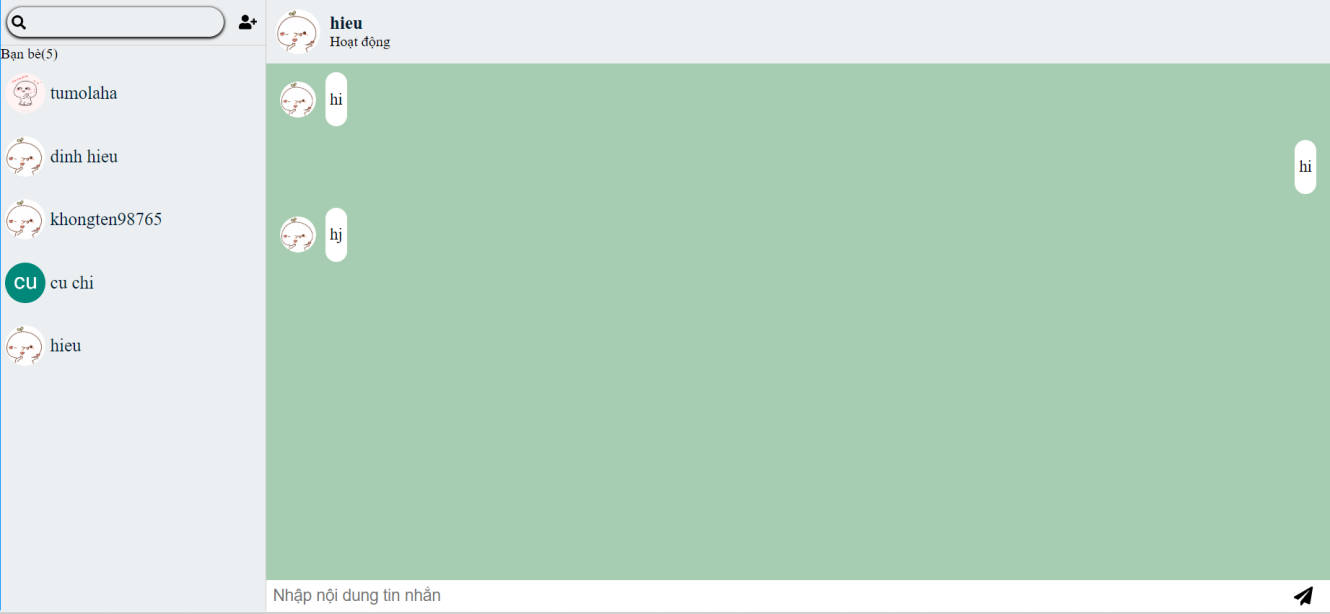 Bạn bè(5)
tumolaha
dinh hieu
khongten98765
cu
cu chi
hieu
hieu
Hoạt động
hi
hi
hj
Nhập nội dung tin nhắn